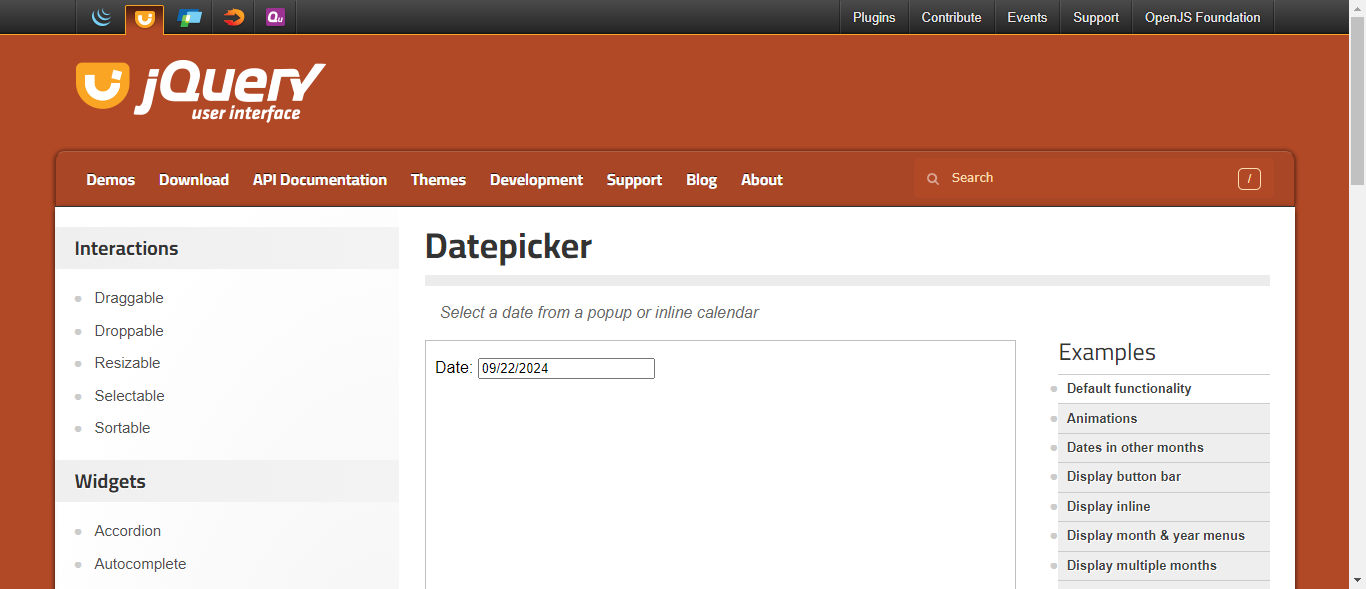 Qu
Plugins
Contribute
Events
Support
OpenJS Foundation
jQuery
user interface
Demos
Download
API Documentation
Themes
Development
Support
Blog
About
Search
/
Interactions
Draggable
Droppable
Resizable
Selectable
Sortable
Widgets
Accordion
Autocomplete
Datepicker
Select a date from a popup or inline calendar
Date: 09/22/2024
Examples
Default functionality
Animations
Dates in other months
Display button bar
Display inline
Display month & year menus
Display multiple months